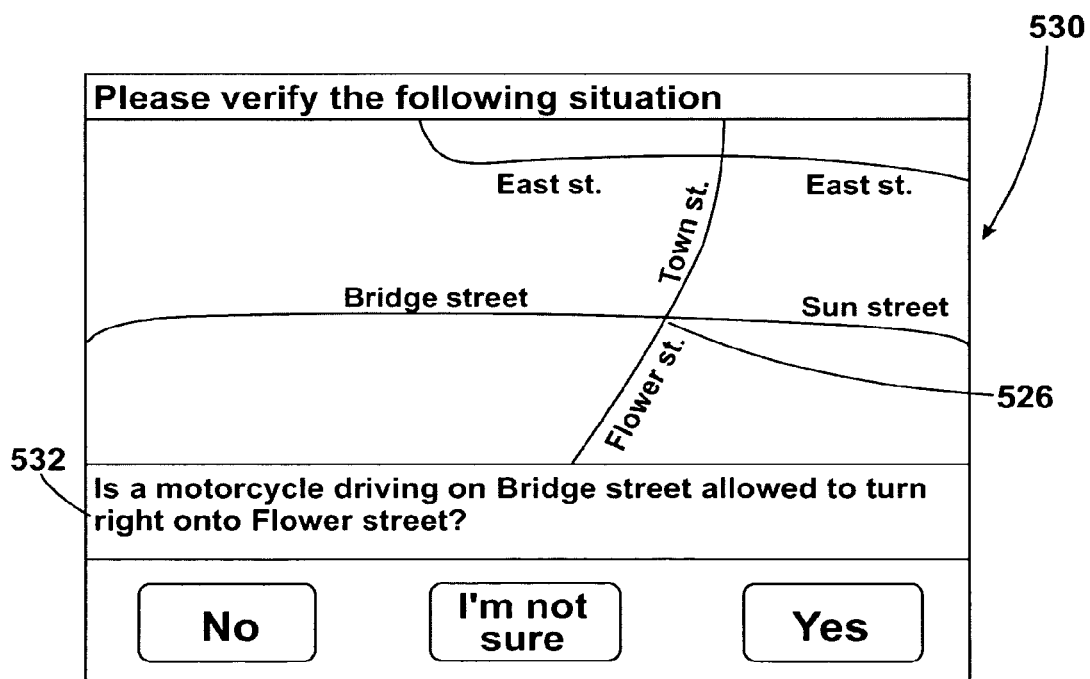 530
Please verify the following situation
East st.
East st.
Town st.
Bridge street
Sun street
Flower st.
526
532
Is a motorcycle driving on Bridge street allowed to turn
right onto Flower street?
No
I'm not
sure
Yes